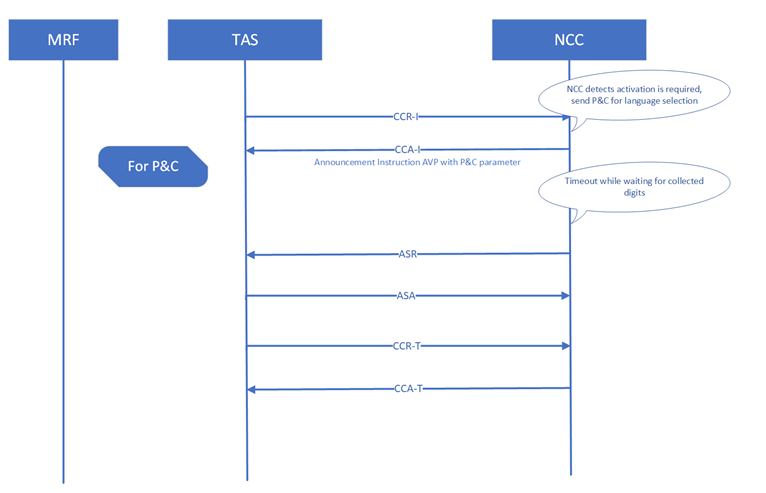 MRF
TAS
NCC
NCC detects activation is required,
send P&C for language selection
CCR-I
CCA-I
Announcement Instruction AVP with P&C parameter
For P&C
Timeout while waiting for collected
digits
ASR
ASA
CCR-T
CCA-T